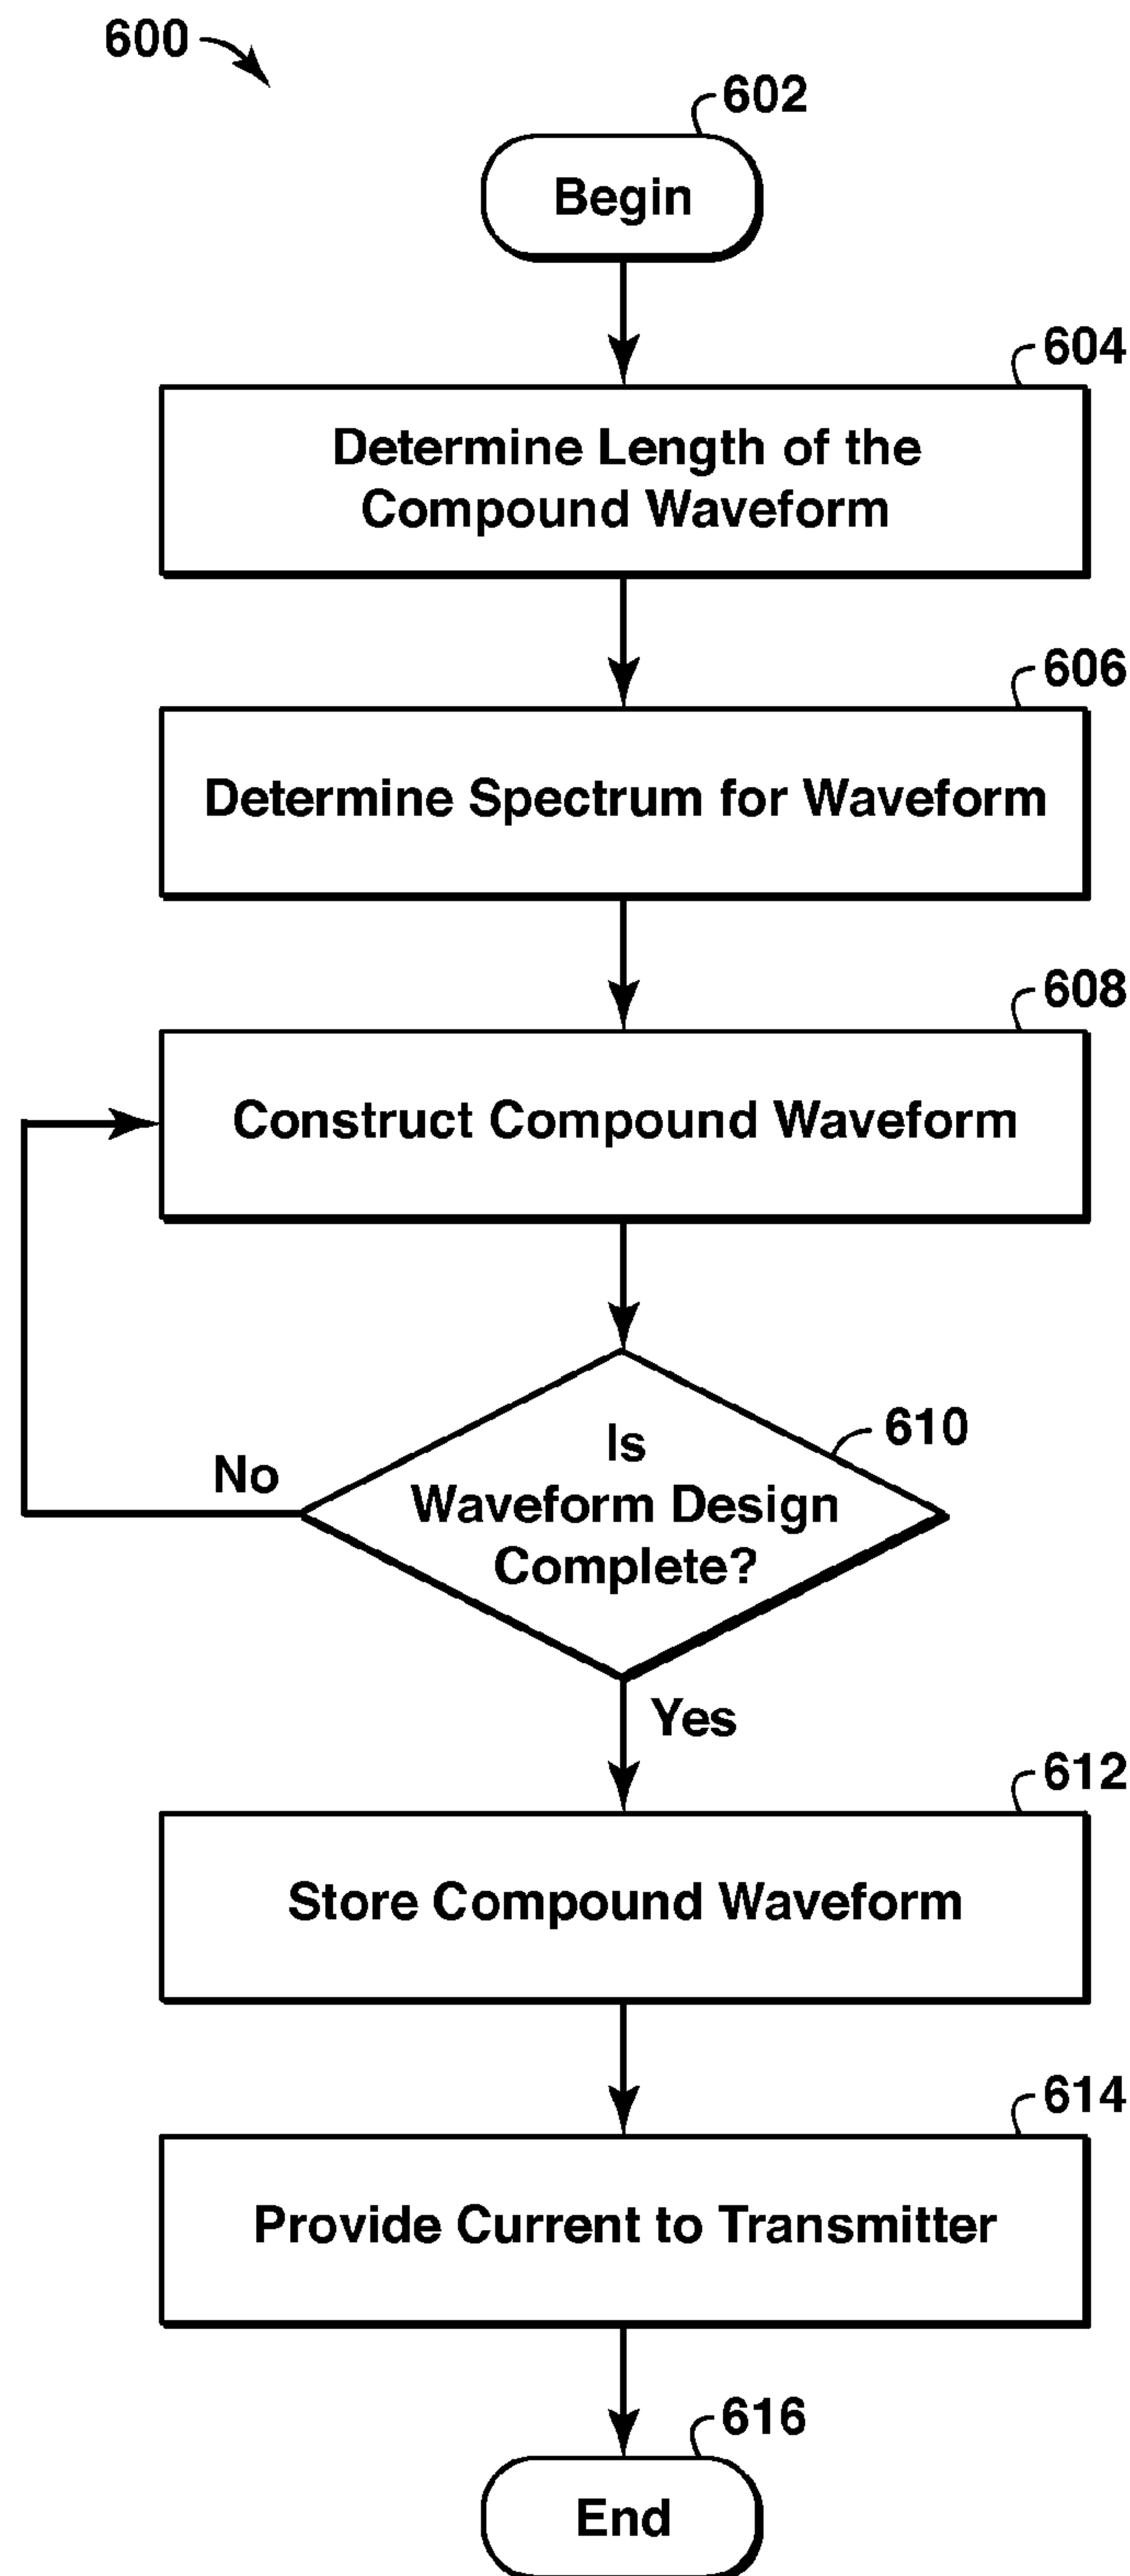 600
602
Begin
604
Determine Length of the
Compound Waveform
606
Determine Spectrum for Waveform
608
Construct Compound Waveform
610
Is
Waveform Design
Complete?
No
Yes
612
Store Compound Waveform
614
Provide Current to Transmitter
616
End